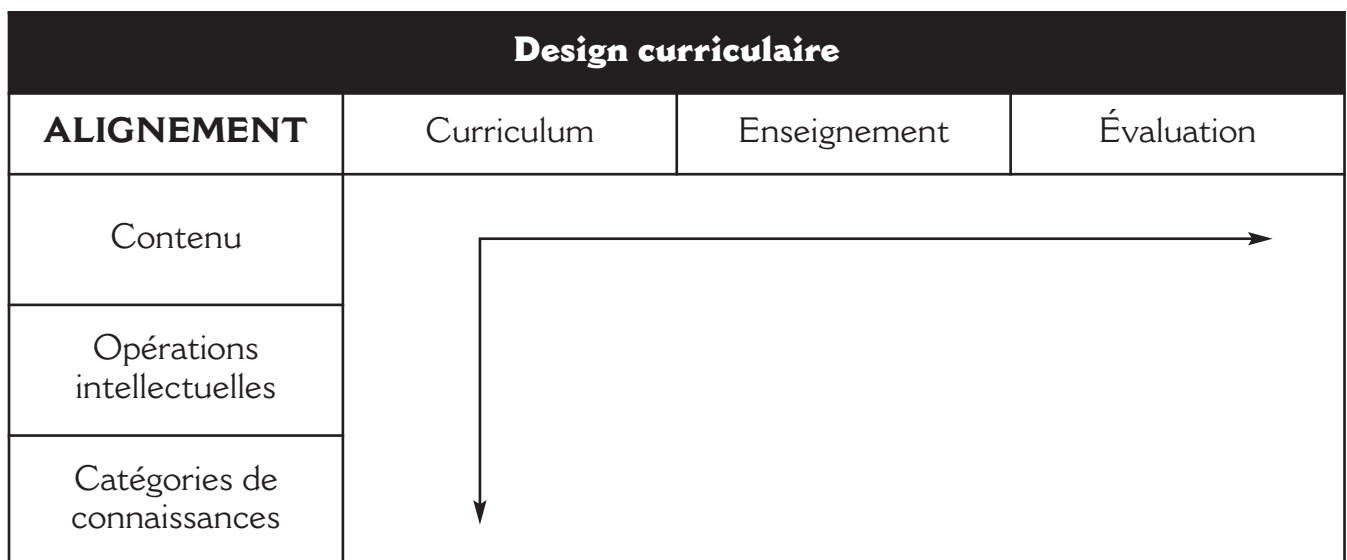 Design curriculaire
ALIGNEMENT
Curriculum
Enseignement
Évaluation
Contenu
Opérations
intellectuelles
Catégories de
connaissances